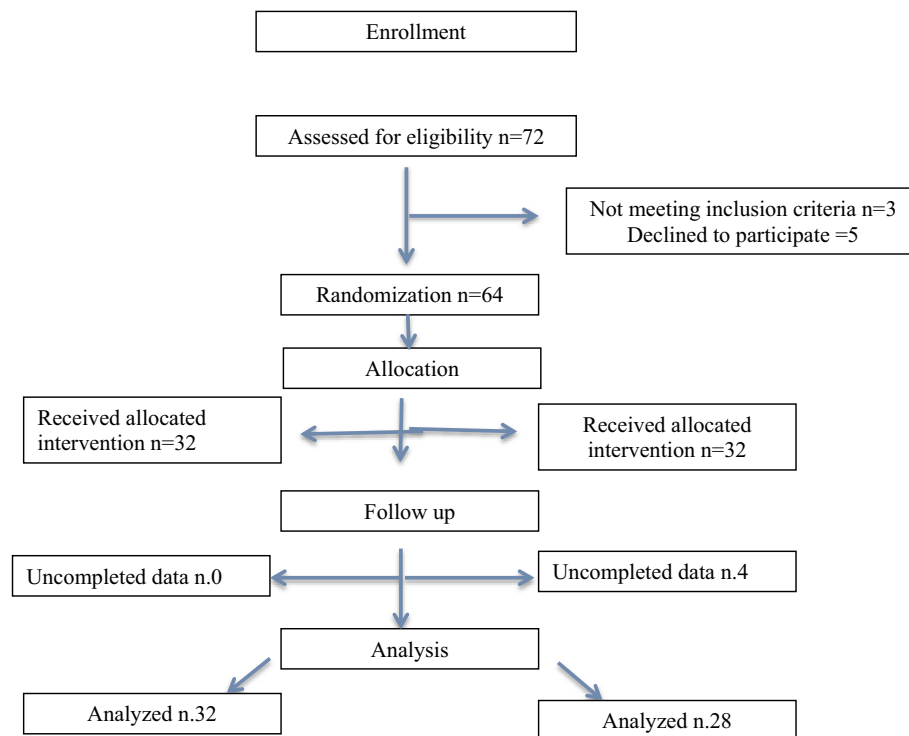 Enrollment
Assessed for eligibility n=72
Not meeting inclusion criteria n=3
Declined to participate =5
Randomization n=64
Allocation
Received allocated
intervention n=32
Received allocated
intervention n=32
Follow up
Uncompleted data n.0
Uncompleted data n.4
Analysis
Analyzed n.32
Analyzed n.28